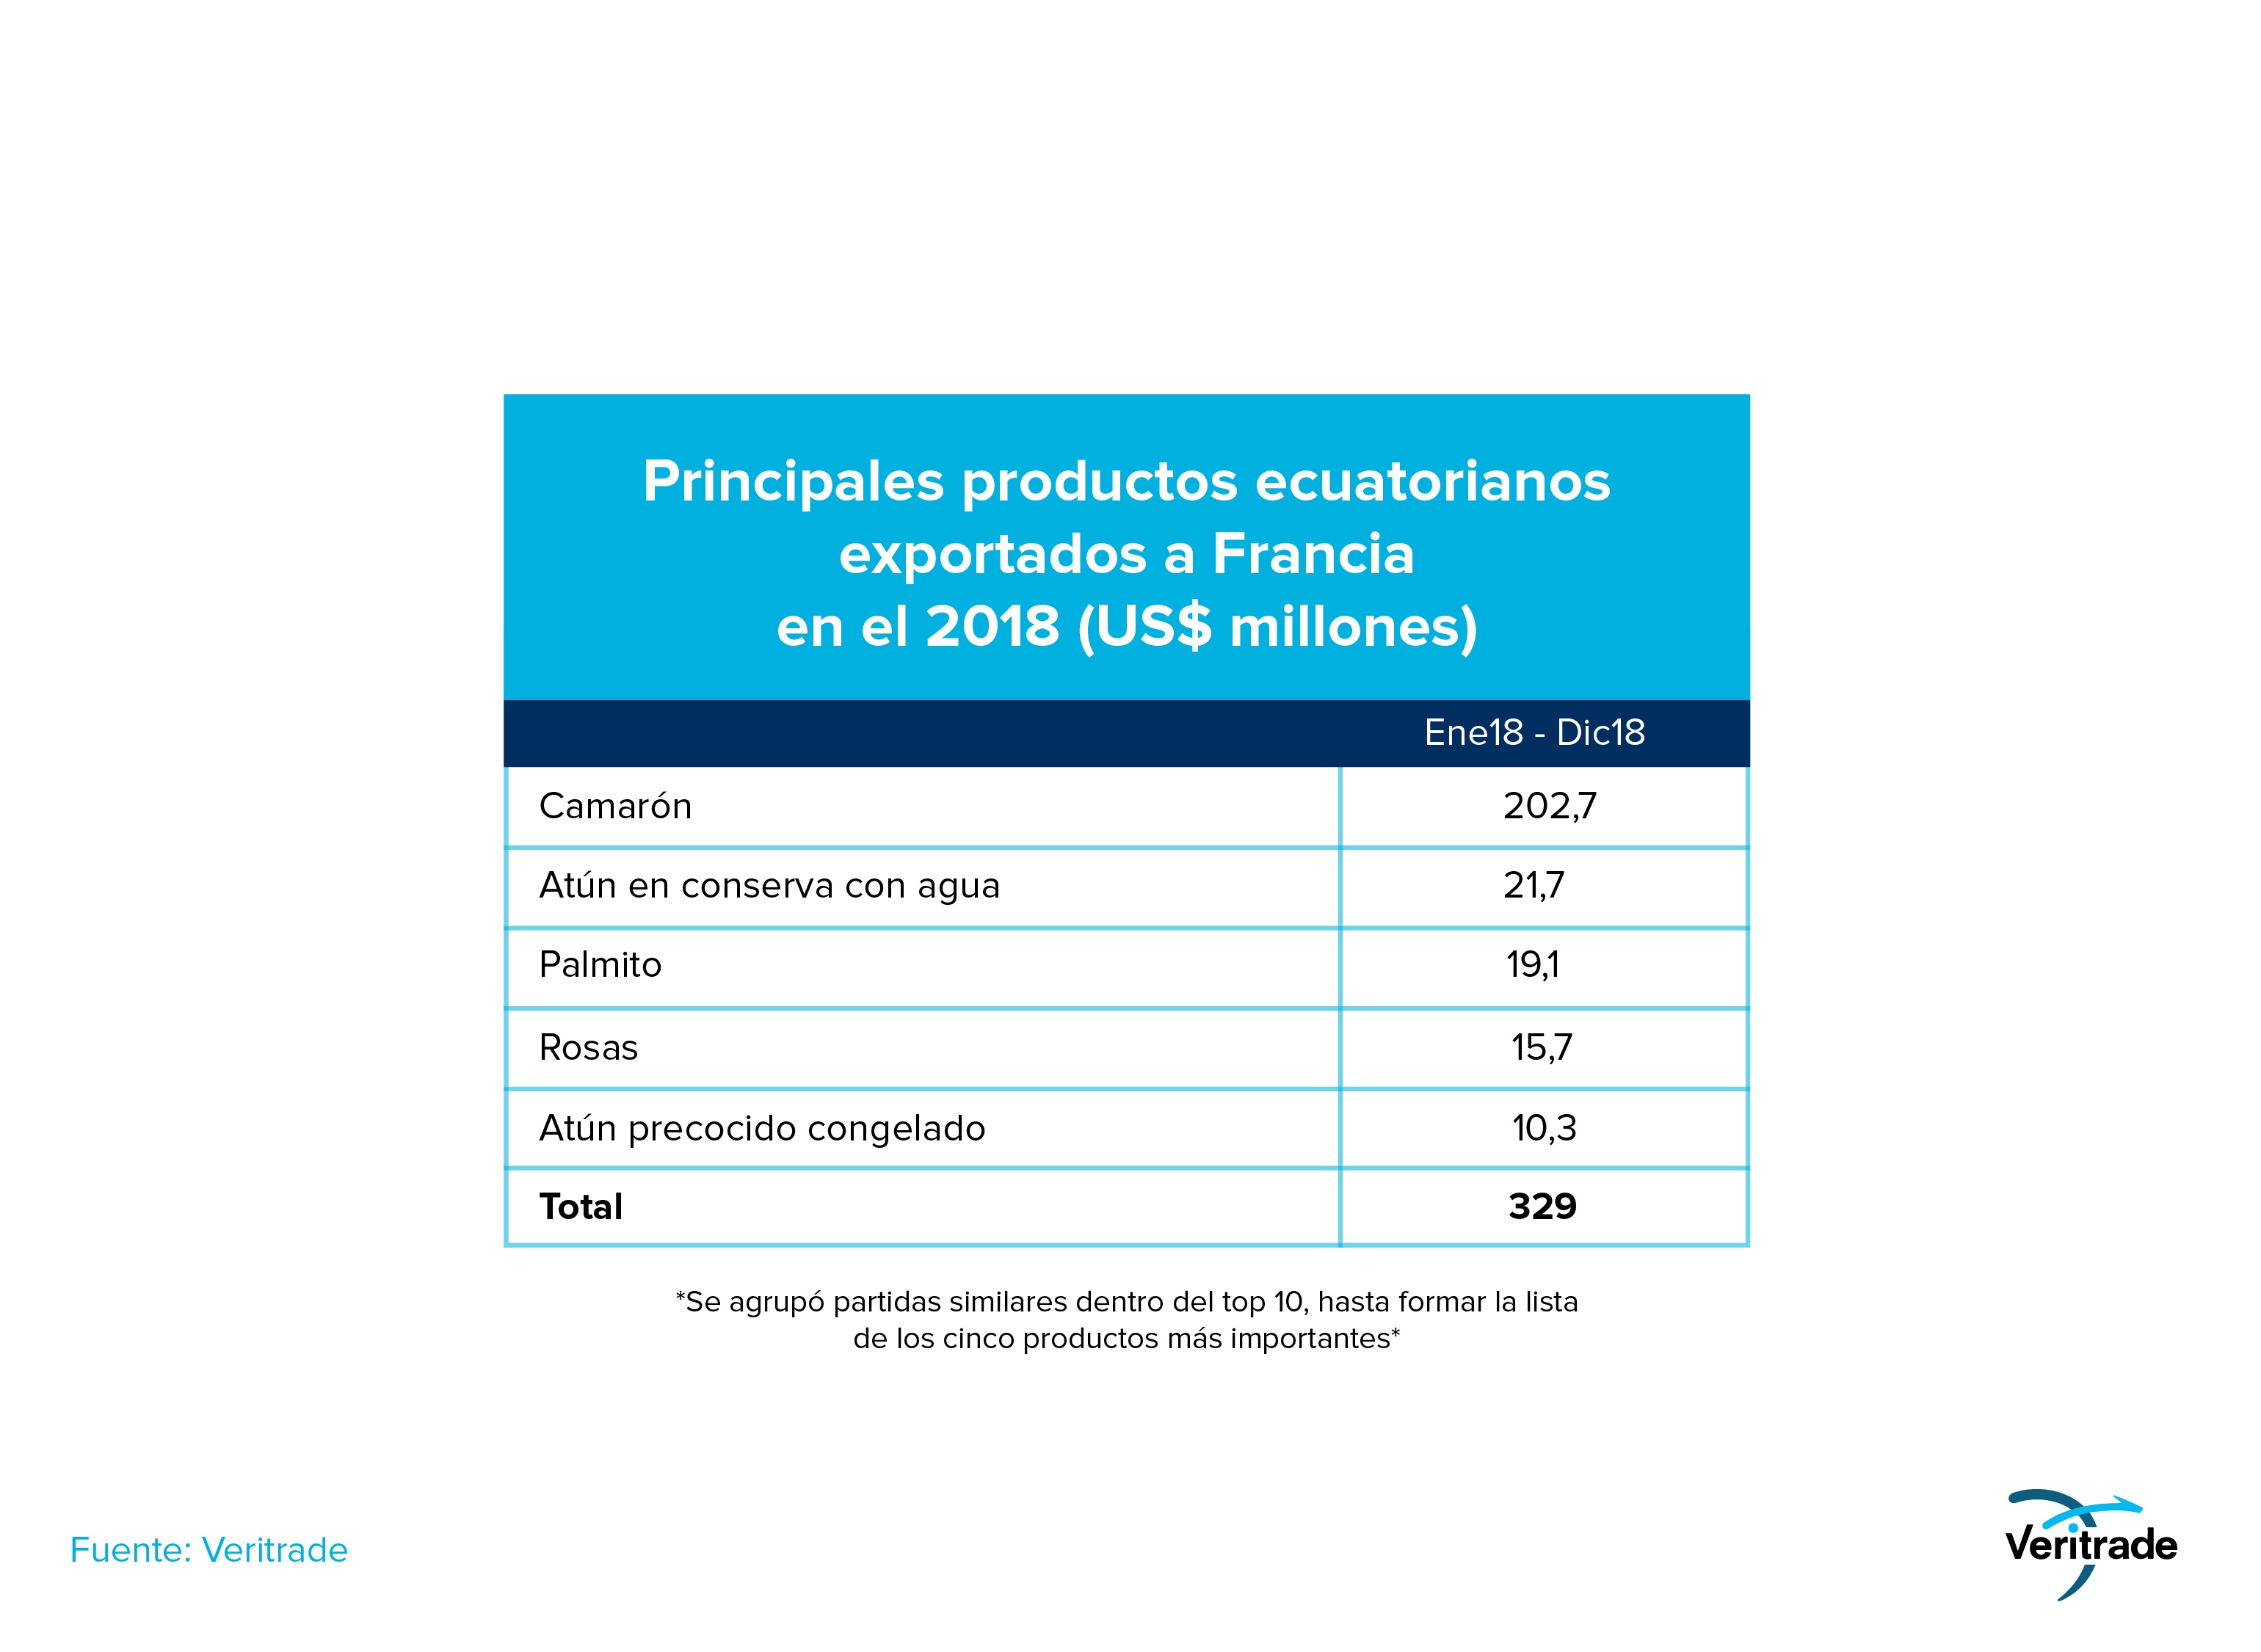 Principales productos ecuatorianos
exportados a Francia
en el 2018 (US$ millones)
Ene18 - Dic18
Camarón 202,7
Atún en conserva con agua 21,7
Palmito 19,1
Rosas 15,7
Atún precocido congelado 10,3
Total 329
*Se agrupó partidas similares dentro del top 10, hasta formar la lista
de los cinco productos más importantes*
Fuente: Veritrade
Veritrade